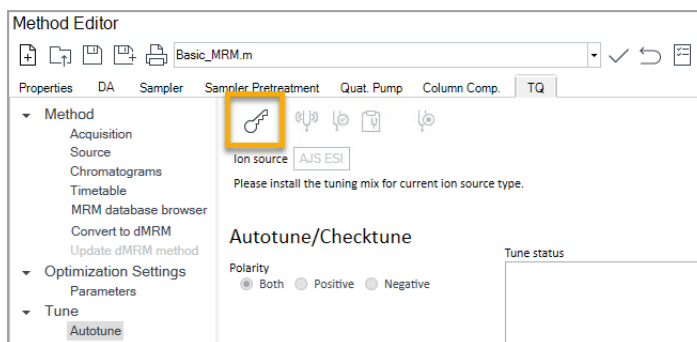 Method Editor
Basic_MRM.m
Properties DA Sampler Sampler Pretreatment Quat. Pump Column Comp. TQ
Method
Acquisition
Source
Chromatograms
Timetable
MRM database browser
Convert to dMRM
Update dMRM method
Optimization Settings
Parameters
Tune
Autotune
Ion source AJS ESI
Please install the tuning mix for current ion source type.
Autotune/Checktune
Tune status
Polarity
Both Positive Negative